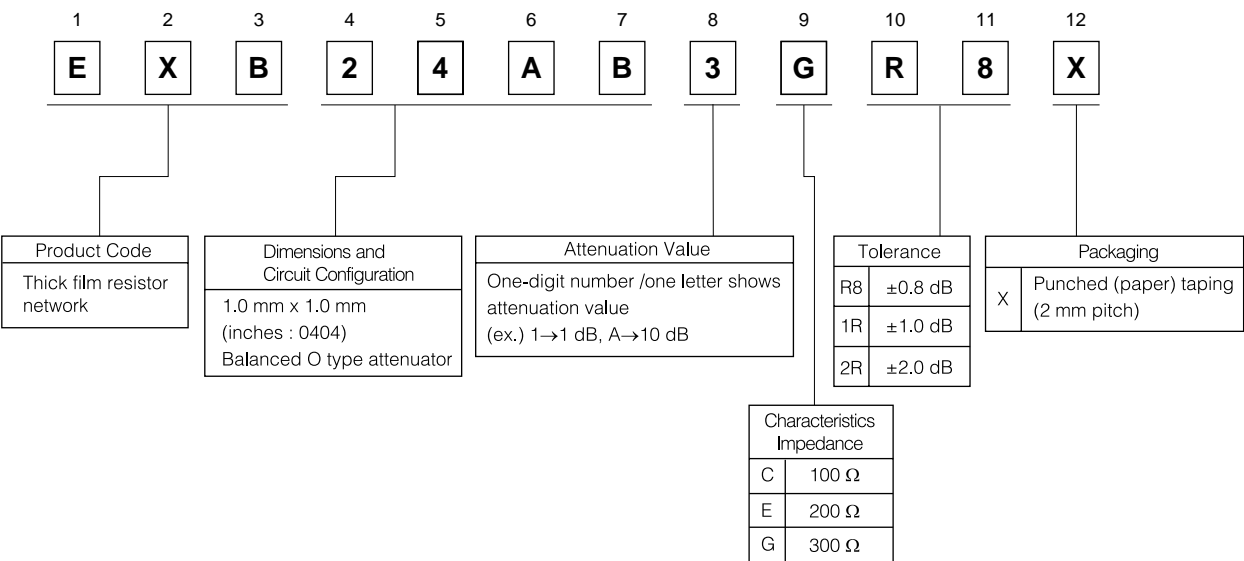 1 2 3 4 5 6 7 8 9 10 11 12
E X B 2 4 A B 3 G R 8 X
Product Code
Thick film resistor
network
Dimensions and
Circuit Configuration
1.0 mm x 1.0 mm
(inches : 0404)
Balanced O type attenuator
Attenuation Value
One-digit number /one letter shows
attenuation value
(ex.) 1→1 dB, A→10 dB
Characteristics
Impedance
C 100 Ω
E 200 Ω
G 300 Ω
Tolerance
R8 ±0.8 dB
1R ±1.0 dB
2R ±2.0 dB
Packaging
X Punched (paper) taping
(2 mm pitch)